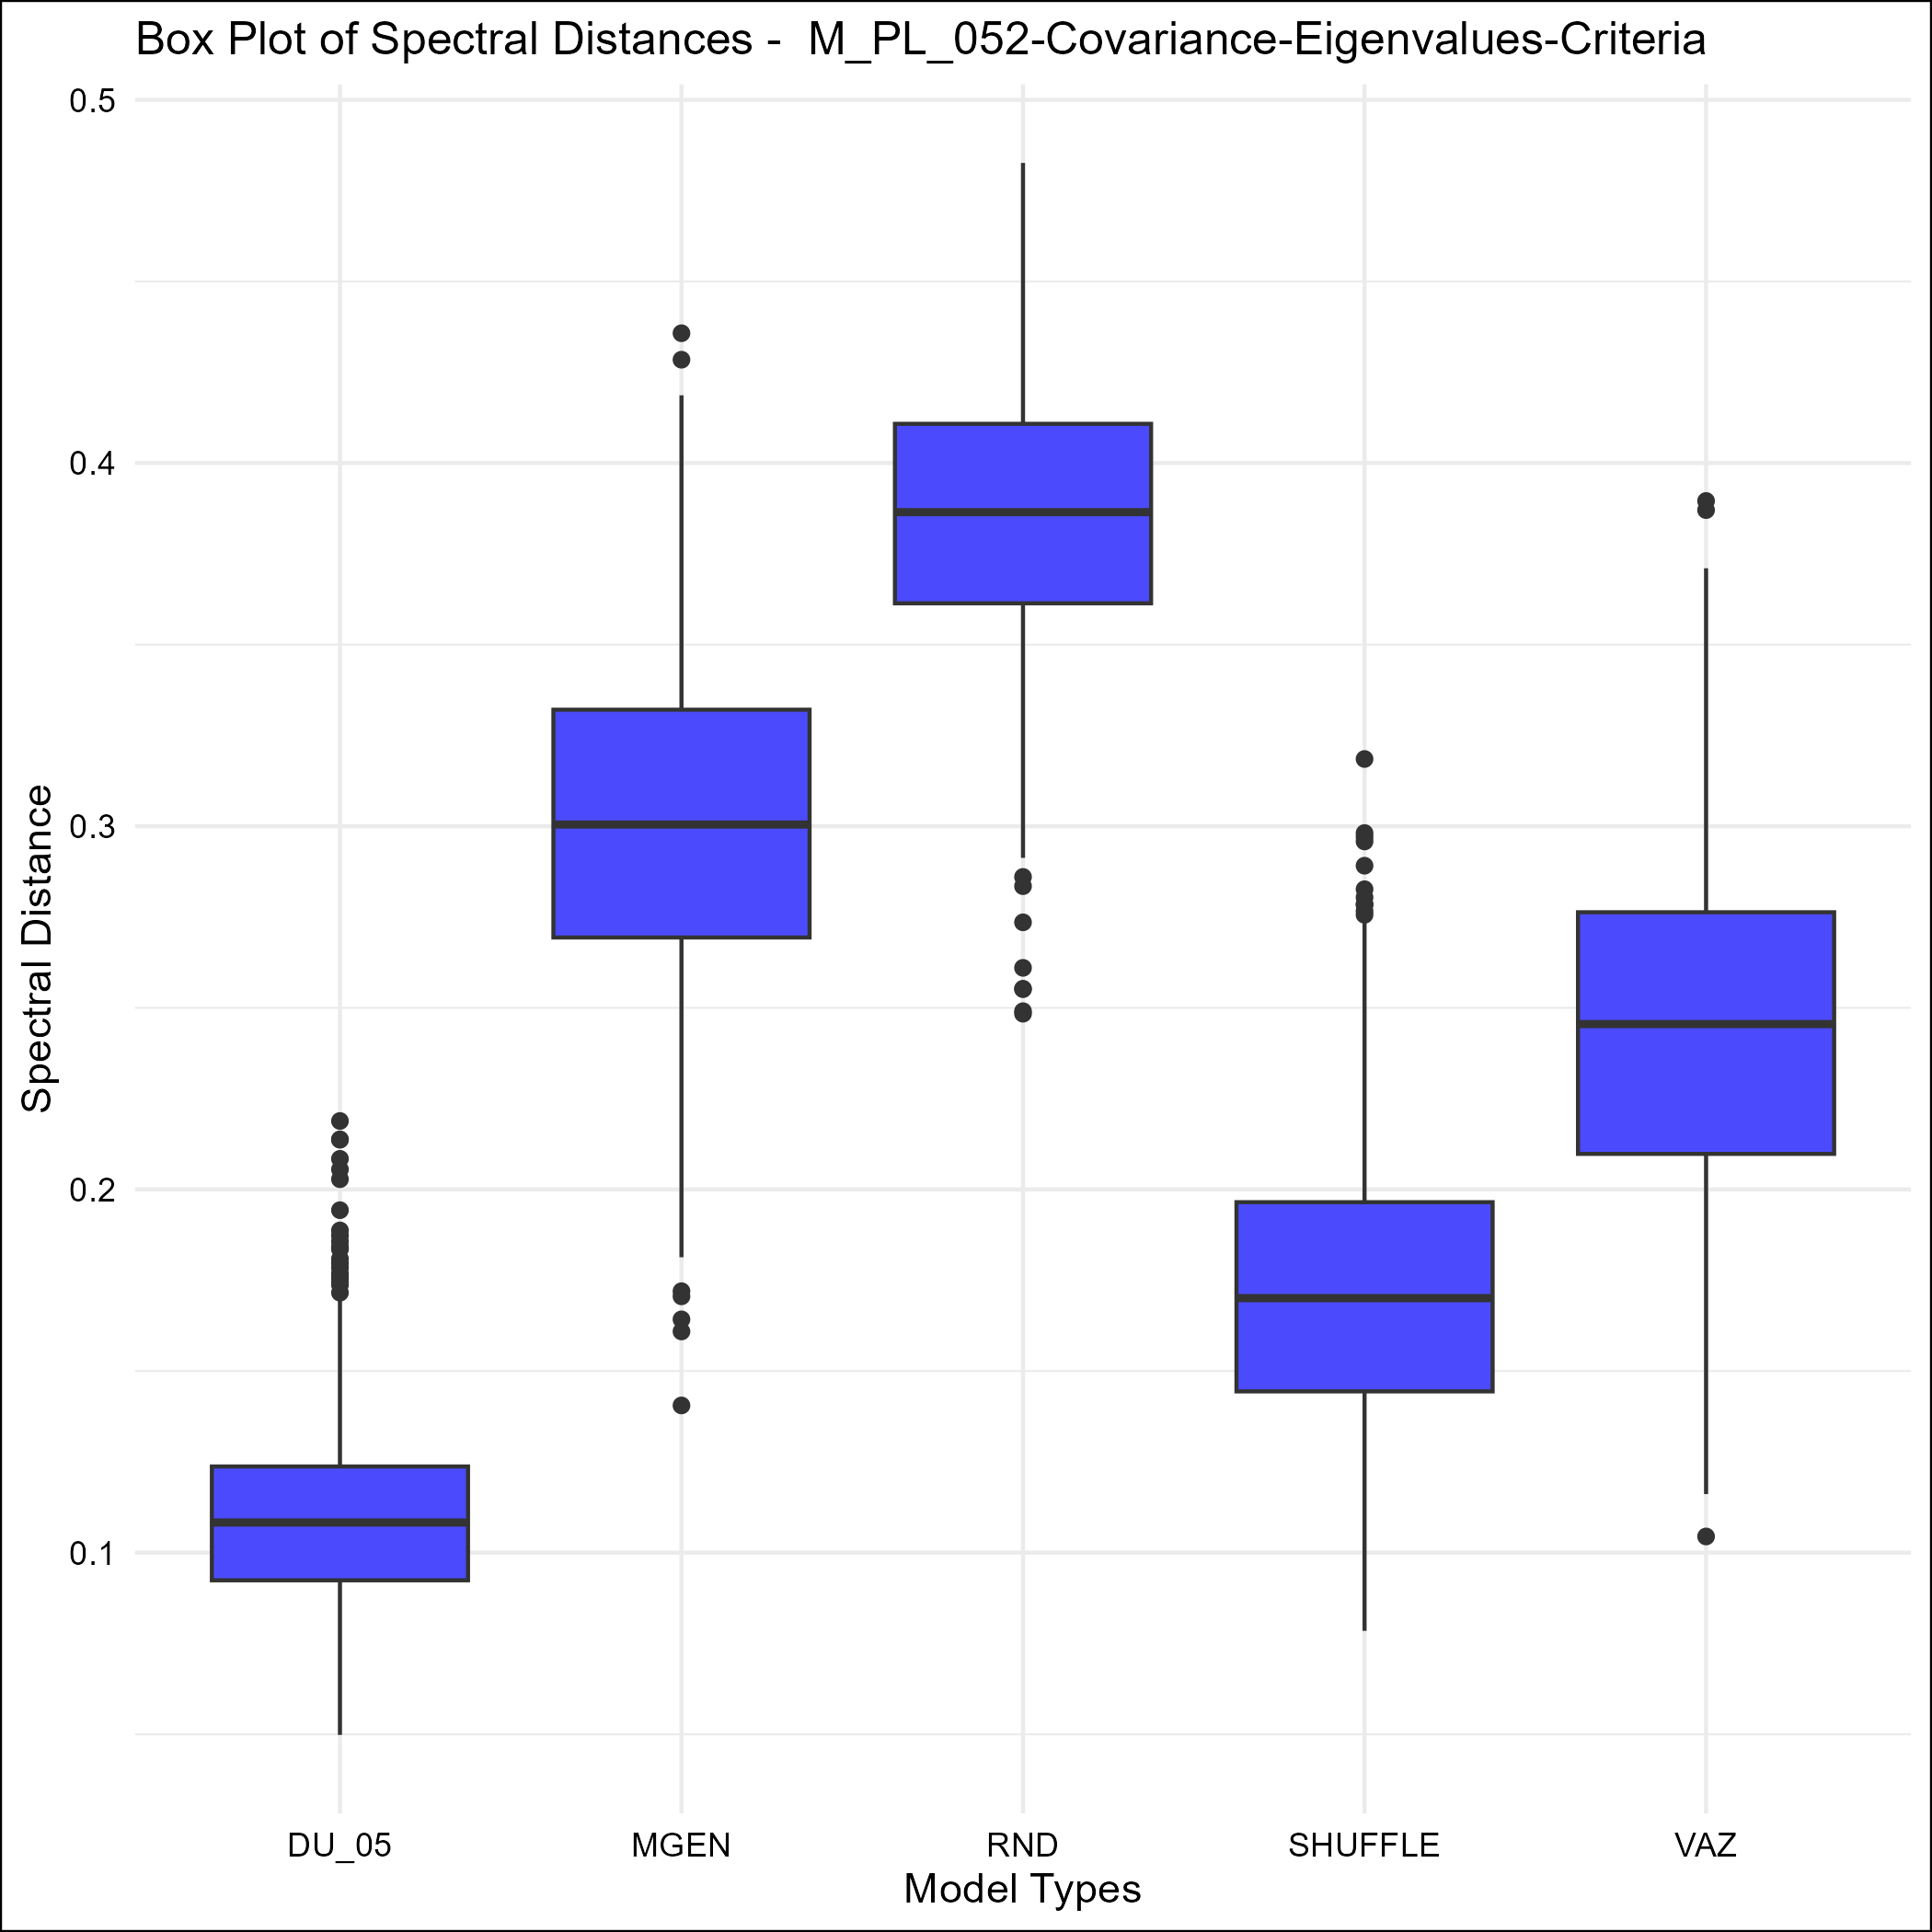 Box Plot of Spectral Distances -  M_PL_052-Covariance-Eigenvalues-Criteria
0.5
0.4
0.3
0.2
0.1
Spectral Distance
DU_05 MGEN RND SHUFFLE VAZ
Model Types